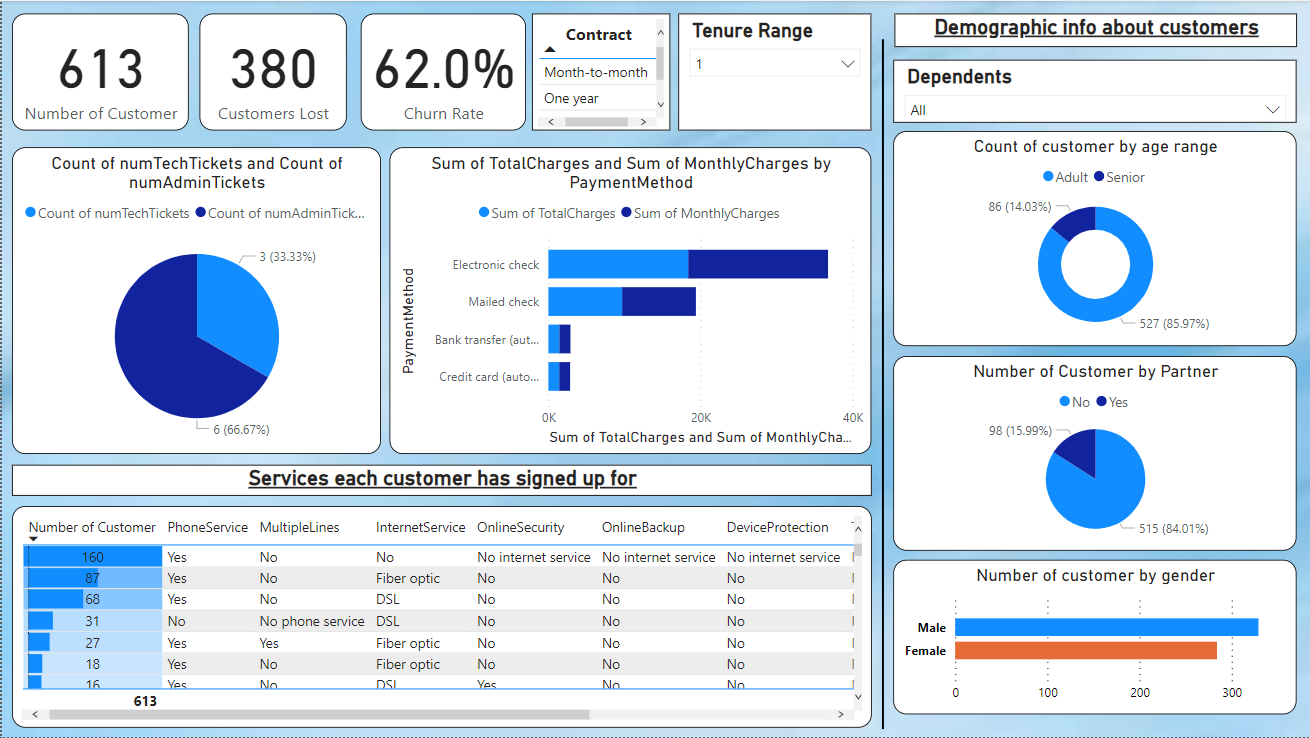 613
Number of Customer
380
Customers Lost
62.0%
Churn Rate
Contract
Month-to-month
One year
Tenure Range
1
Demographic info about customers
Dependents
All
Count of numTechTickets and Count of
numAdminTickets
Count of numTechTickets Count of numAdminTick...
3 (33.33%)
6 (66.67%)
Sum of TotalCharges and Sum of MonthlyCharges by
PaymentMethod
Sum of TotalCharges Sum of MonthlyCharges
PaymentMethod
Electronic check
Mailed check
Bank transfer (aut...
Credit card (auto...
0K 20K 40K
Sum of TotalCharges and Sum of MonthlyCha...
Count of customer by age range
Adult Senior
86 (14.03%)
527 (85.97%)
Number of Customer by Partner
No Yes
98 (15.99%)
515 (84.01%)
Number of customer by gender
Male
Female
0 100 200 300
Services each customer has signed up for
Number of Customer PhoneService MultipleLines InternetService OnlineSecurity OnlineBackup DeviceProtection
160 Yes No No No internet service No internet service No internet service
87 Yes No Fiber optic No No No
68 Yes No DSL No No No
31 No No phone service DSL No No No
27 Yes Yes Fiber optic No No No
18 Yes No Fiber optic No No No
16 Yes No DSL Yes No No
613